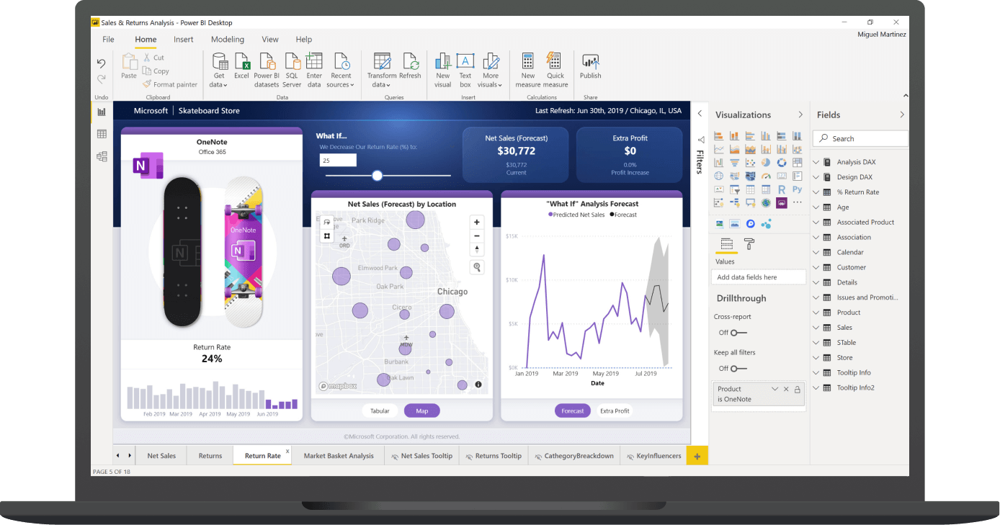 Sales & Returns Analysis - Power BI Desktop
Miguel Martinez
File Home Insert Modeling View Help
Undo
Paste
Cut
Copy
Format painter
Clipboard
Get data
Excel
Power BI datasets
SQL Server
Enter data
Recent sources
Data
Transform data
Refresh
Queries
New visual
Text box
More visuals
Insert
New measure
Quick measure
Calculations
Publish
Share
Microsoft | Skateboard Store
Last Refresh: Jun 30th, 2019 / Chicago, IL, USA
OneNote
Office 365
N
OneNote
N
N
Return Rate
24%
Feb 2019 Mar 2019 Apr 2019 May 2019 Jun 2019
What If...
We Decrease Our Return Rate (%) to:
25
Net Sales (Forecast)
$30,772
$30,772
Current
Extra Profit
$0
0.0%
Profit Increase
Net Sales (Forecast) by Location
Park Ridge
ORD
Elmwood Park
Oak Park
Chicago
Cicero
MDW
Burbank
Oak Lawn
mapbox
Tabular Map
"What If" Analysis Forecast
Predicted Net Sales Forecast
$15K
$10K
$5K
$0K
Jan 2019 Mar 2019 May 2019 Jul 2019
Date
Forecast Extra Profit
©Microsoft Corporation. All rights reserved.
Net Sales Returns Return Rate x Market Basket Analysis Net Sales Tooltip Returns Tooltip CathegoryBreackdown KeyInfluencers +
PAGE 5 OF 18
Filters
Visualizations
R Py
Values
Add data fields here
Drillthrough
Cross-report
Off
Keep all filters
Off
Product
is OneNote
Fields
Search
Analysis DAX
Design DAX
% Return Rate
Age
Associated Product
Association
Calendar
Customer
Details
Issues and Promoti...
Product
Sales
STable
Store
Tooltip Info
Tooltip Info2